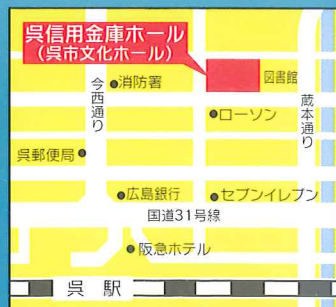 呉信用金庫ホール
（呉市文化ホール）
今西通り
消防署
図書館
蔵本通り
ローソン
呉郵便局
広島銀行
セブンイレブン
国道31号線
阪急ホテル
呉駅